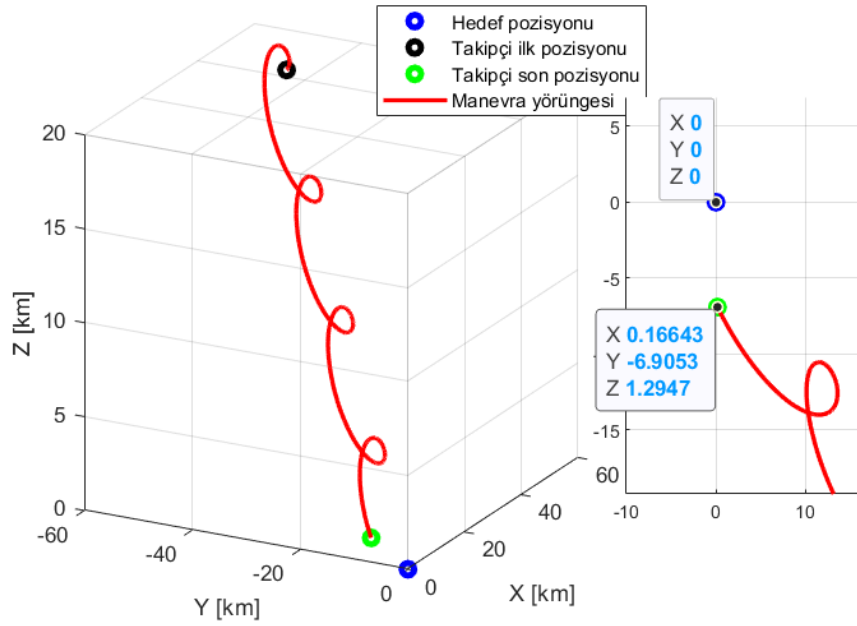 Hedef pozisyonu
Takipçi ilk pozisyonu
Takipçi son pozisyonu
Manevra yörüngesi
20
15
10
5
0
Z [km]
-60
-40
-20
0
Y [km]
0
20
40
60
X [km]
5
0
-5
-15
-10
0
10
X 0
Y 0
Z 0
X 0.16643
Y -6.9053
Z 1.2947